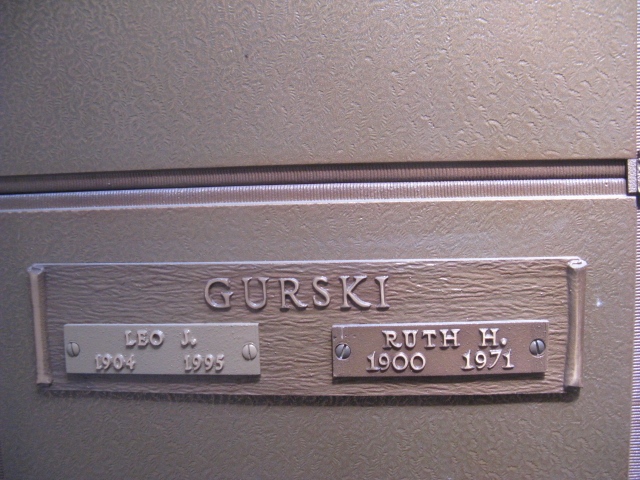 GURSKI
LEO J.
1904 1995
RUTH H.
1900 1971